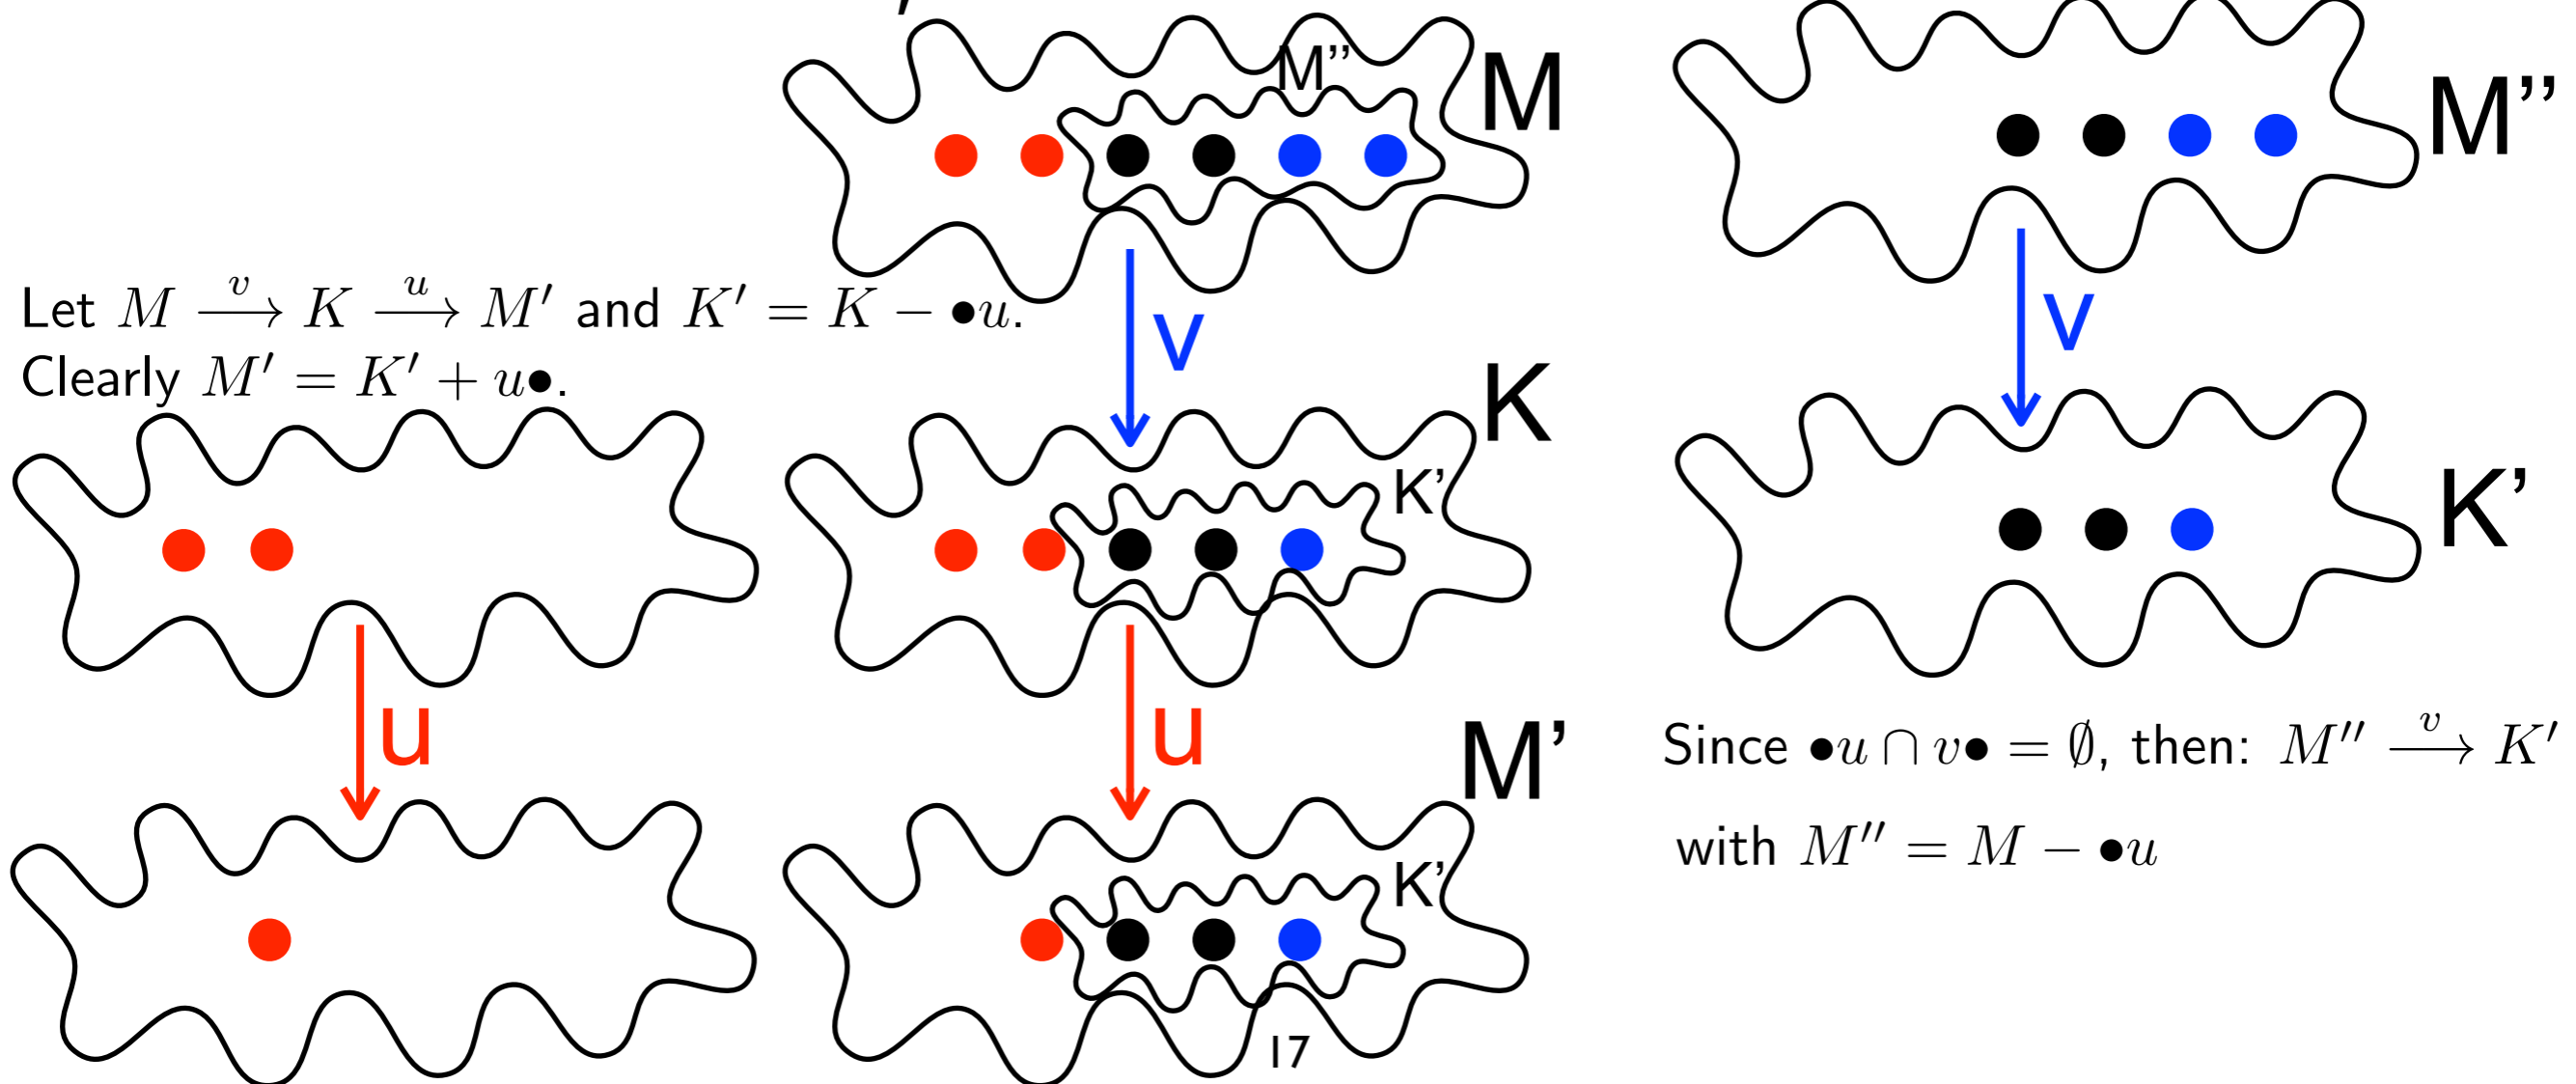 M’’
M
M’’
Let M →^v K →^u M′ and K′ = K − •u.
v
v
Clearly M′ = K′ + u•.
K
K’
K’
u
u
M’
Since •u ∩ v• = ∅, then: M′′ →^v K′
with M′′ = M − •u
K’
17